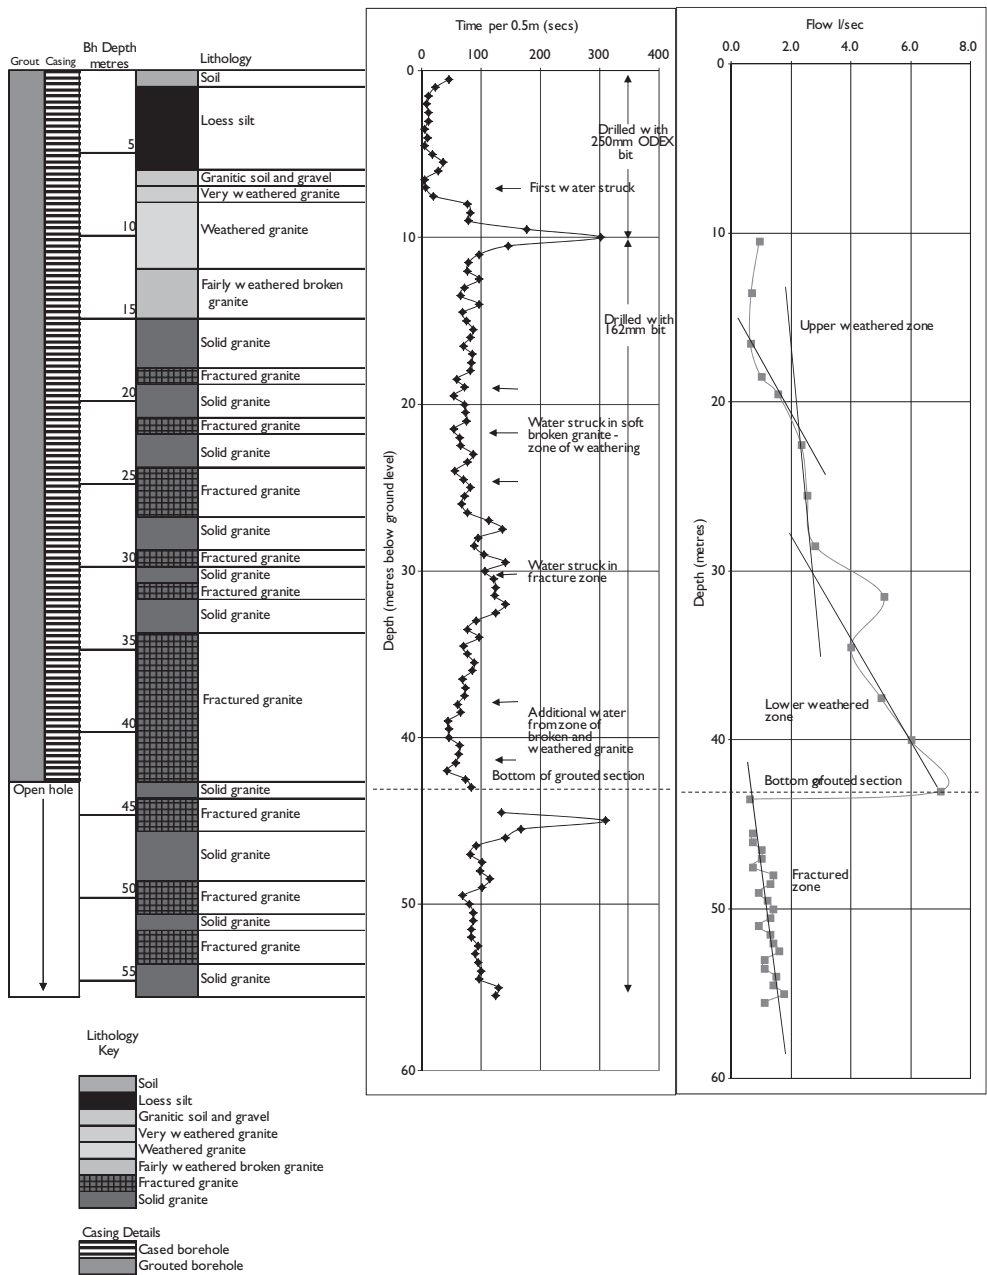 Grout Casing
Bh Depth
metres
Lithology
Soil
Loess silt
5
Granitic soil and gravel
Very weathered granite
10
Weathered granite
Fairly weathered broken
granite
15
Solid granite
Fractured granite
20
Solid granite
Fractured granite
Solid granite
25
Fractured granite
Solid granite
30
Fractured granite
Solid granite
Fractured granite
Solid granite
35
Fractured granite
40
Open hole
Solid granite
45
Fractured granite
Solid granite
50
Fractured granite
Solid granite
Fractured granite
55
Solid granite
Lithology
Key
Soil
Loess silt
Granitic soil and gravel
Very weathered granite
Weathered granite
Fairly weathered broken granite
Fractured granite
Solid granite
Casing Details
Cased borehole
Grouted borehole
Time per 0.5m (secs)
0 100 200 300 400
0
10
20
30
40
50
60
Depth (metres below ground level)
Drilled with
250mm ODEX
bit
First water struck
Drilled with
162mm bit
Water struck in soft
broken granite -
zone of weathering
Water struck in
fracture zone
Additional water
from zone of
broken and
weathered granite
Bottom of grouted section
Flow l/sec
0.0 2.0 4.0 6.0 8.0
0
10
20
30
40
50
60
Depth (metres)
Upper weathered zone
Lower weathered
zone
Bottom of grouted section
Fractured
zone